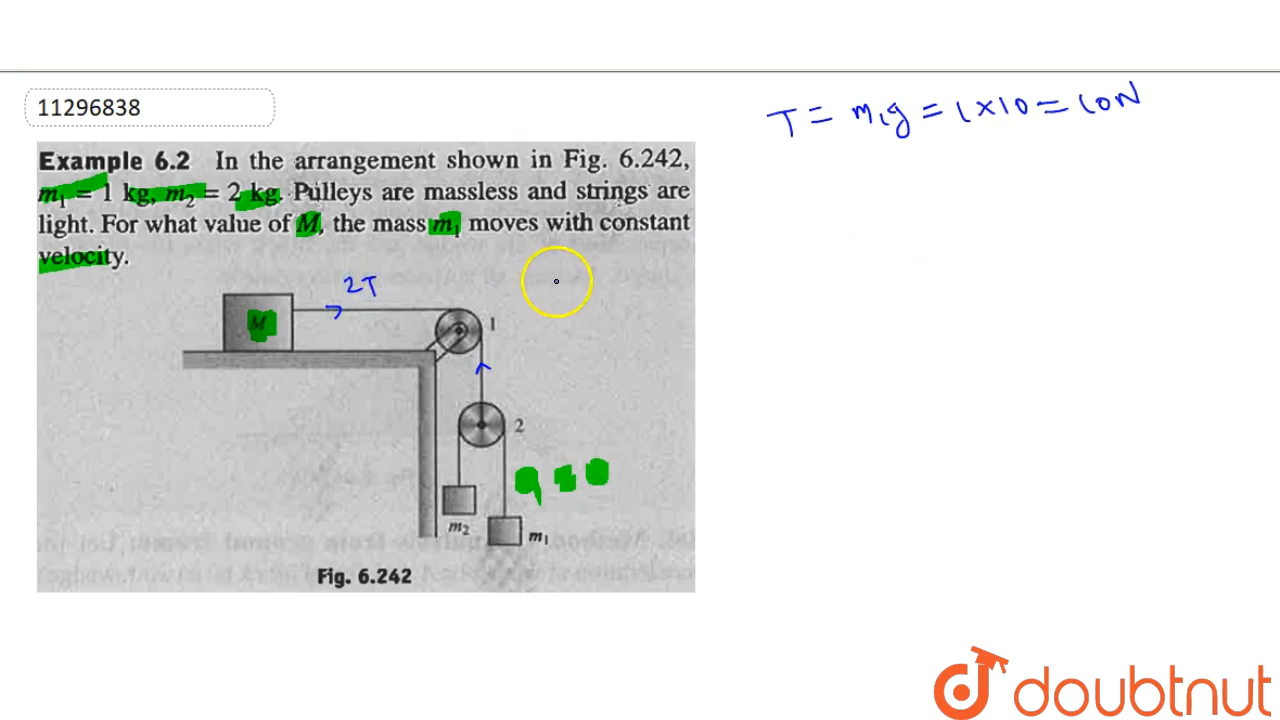 11296838
T = m₁g = 1×10 = 10N
Example 6.2 In the arrangement shown in Fig. 6.242,
m₁ = 1 kg, m₂ = 2 kg. Pulleys are massless and strings are
light. For what value of M, the mass m₁ moves with constant
velocity.
2T
M
1
2
m₂
m₁
Fig. 6.242
doubtnut